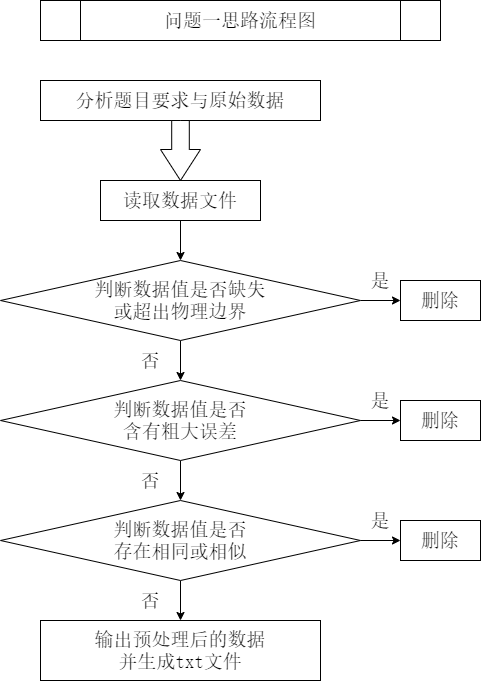 问题一思路流程图
分析题目要求与原始数据
读取数据文件
判断数据值是否缺失
或超出物理边界
是
删除
否
判断数据值是否
含有粗大误差
是
删除
否
判断数据值是否
存在相同或相似
是
删除
否
输出预处理后的数据
并生成txt文件